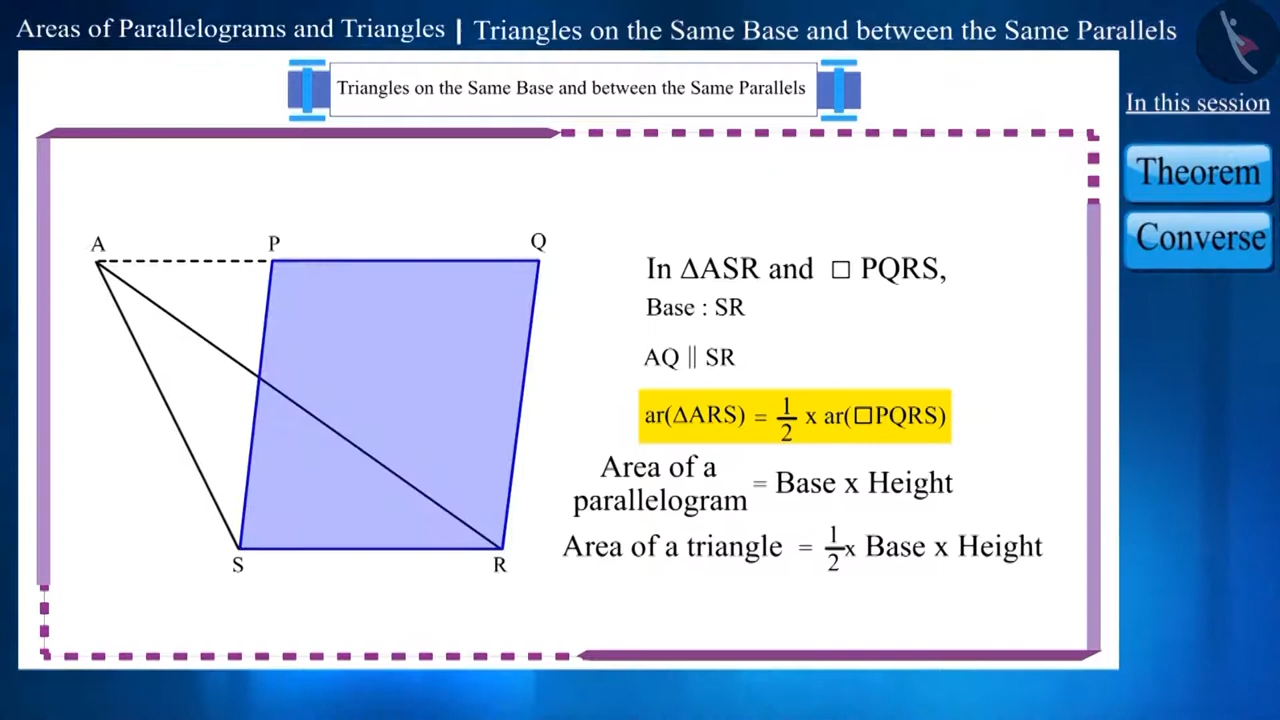 Areas of Parallelograms and Triangles | Triangles on the Same Base and between the Same Parallels
Triangles on the Same Base and between the Same Parallels
In this session
Theorem
Converse
A
P
Q
S
R
In ΔASR and □ PQRS,
Base : SR
AQ || SR
ar(ΔARS) = 1/2 x ar(□PQRS)
Area of a parallelogram = Base x Height
Area of a triangle = 1/2 x Base x Height